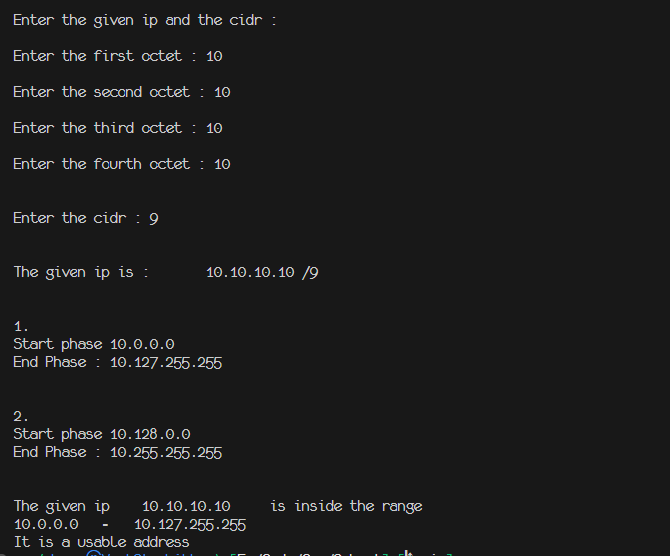 Enter the given ip and the cidr :
Enter the first octet : 10
Enter the second octet : 10
Enter the third octet : 10
Enter the fourth octet : 10
Enter the cidr : 9
The given ip is : 10.10.10.10 /9
1.
Start phase 10.0.0.0
End Phase : 10.127.255.255
2.
Start phase 10.128.0.0
End Phase : 10.255.255.255
The given ip 10.10.10.10 is inside the range
10.0.0.0 - 10.127.255.255
It is a usable address